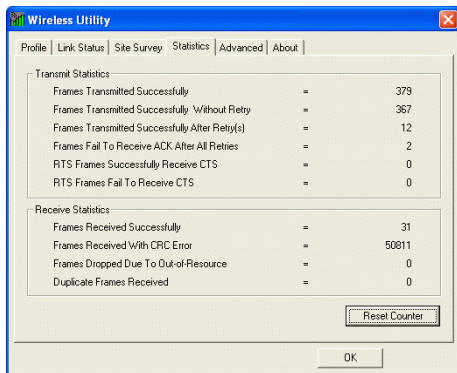 Wireless Utility
Profile Link Status Site Survey Statistics Advanced About
Transmit Statistics
Frames Transmitted Successfully = 379
Frames Transmitted Successfully Without Retry = 367
Frames Transmitted Successfully After Retry(s) = 12
Frames Fail To Receive ACK After All Retries = 2
RTS Frames Successfully Receive CTS = 0
RTS Frames Fail To Receive CTS = 0
Receive Statistics
Frames Received Successfully = 31
Frames Received With CRC Error = 50811
Frames Dropped Due To Out-of-Resource = 0
Duplicate Frames Received = 0
Reset Counter
OK